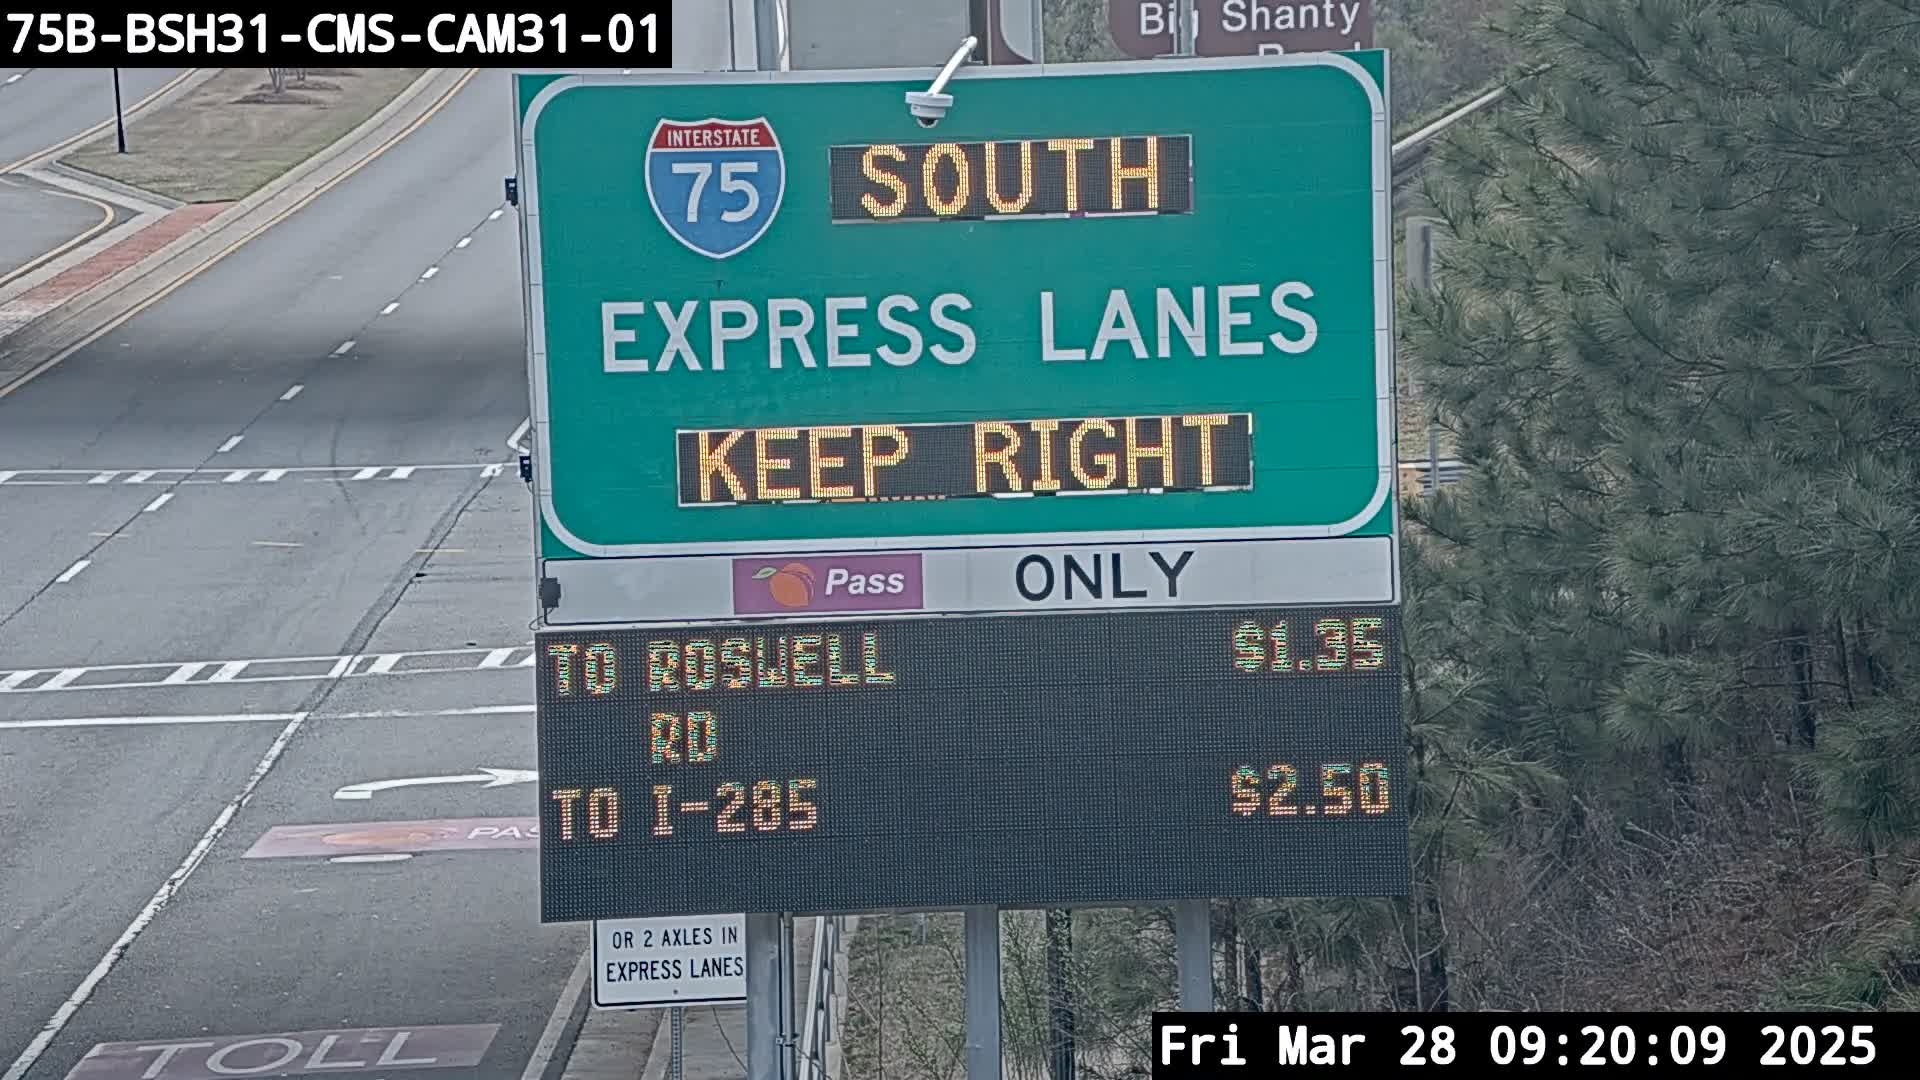 75B-BSH31-CMS-CAM31-01
Big Shanty
Road
INTERSTATE
75
SOUTH
EXPRESS LANES
KEEP RIGHT
Pass ONLY
TO ROSWELL $1.35
RD
TO I-285 $2.50
PAS
OR 2 AXLES IN
EXPRESS LANES
TOLL
Fri Mar 28 09:20:09 2025